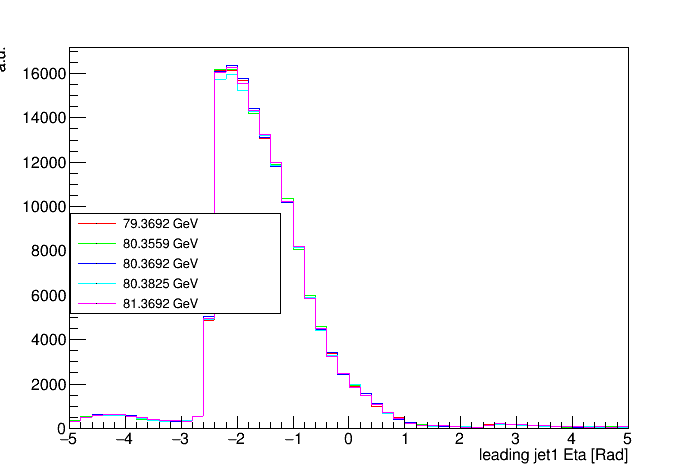 a.u.
16000
14000
12000
10000
8000
6000
4000
2000
0
79.3692 GeV
80.3559 GeV
80.3692 GeV
80.3825 GeV
81.3692 GeV
−5 −4 −3 −2 −1 0 1 2 3 4 5
leading jet1 Eta [Rad]